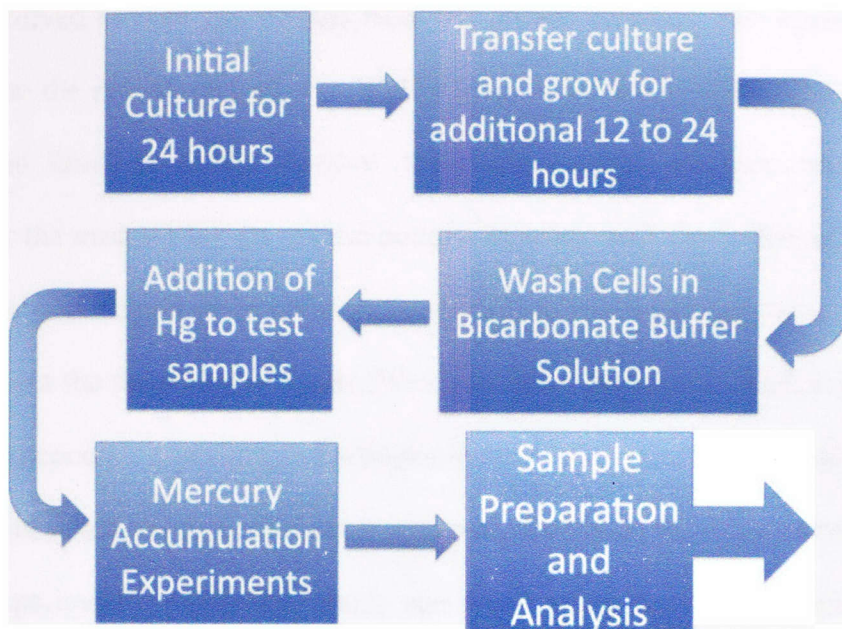 Initial
Culture for
24 hours
Transfer culture
and grow for
additional 12 to 24
hours
Wash Cells in
Bicarbonate Buffer
Solution
Addition of
Hg to test
samples
Mercury
Accumulation
Experiments
Sample
Preparation
and
Analysis